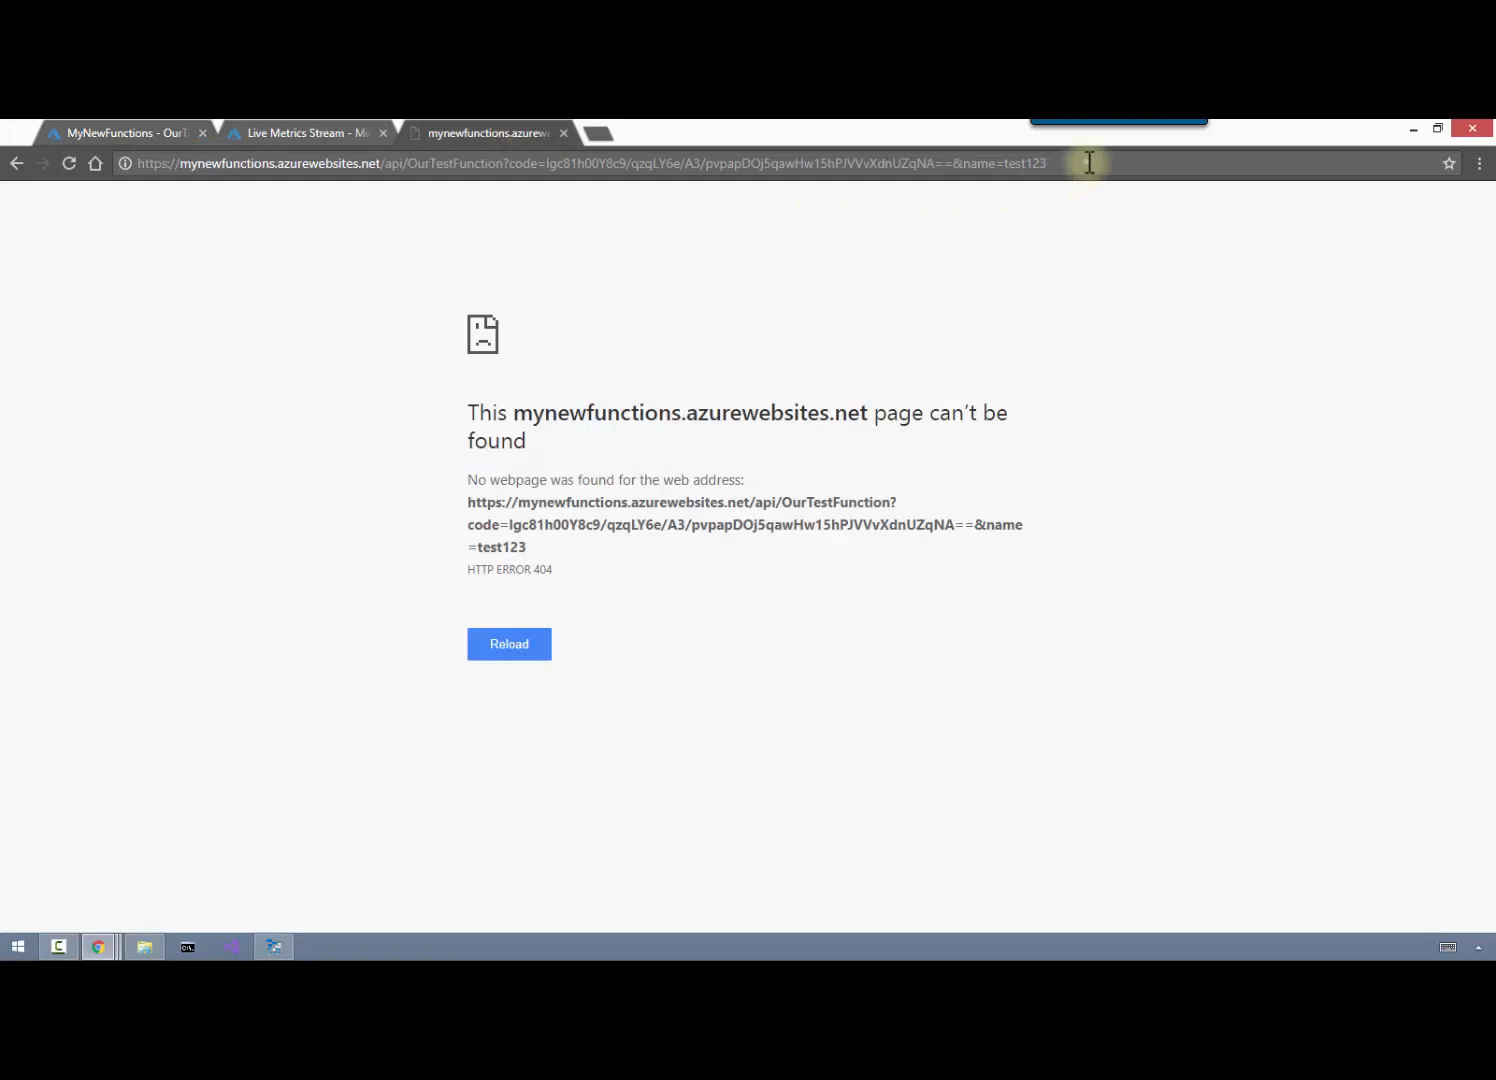 MyNewFunctions - OurT
Live Metrics Stream - Mi
mynewfunctions.azurew
https://mynewfunctions.azurewebsites.net/api/OurTestFunction?code=lgc81h00Y8c9/qzqLY6e/A3/pvpapDOj5qawHw15hPJVVvXdnUZqNA==&name=test123
This mynewfunctions.azurewebsites.net page can't be
found
No webpage was found for the web address:
https://mynewfunctions.azurewebsites.net/api/OurTestFunction?
code=lgc81h00Y8c9/qzqLY6e/A3/pvpapDOj5qawHw15hPJVVvXdnUZqNA==&name
=test123
HTTP ERROR 404
Reload